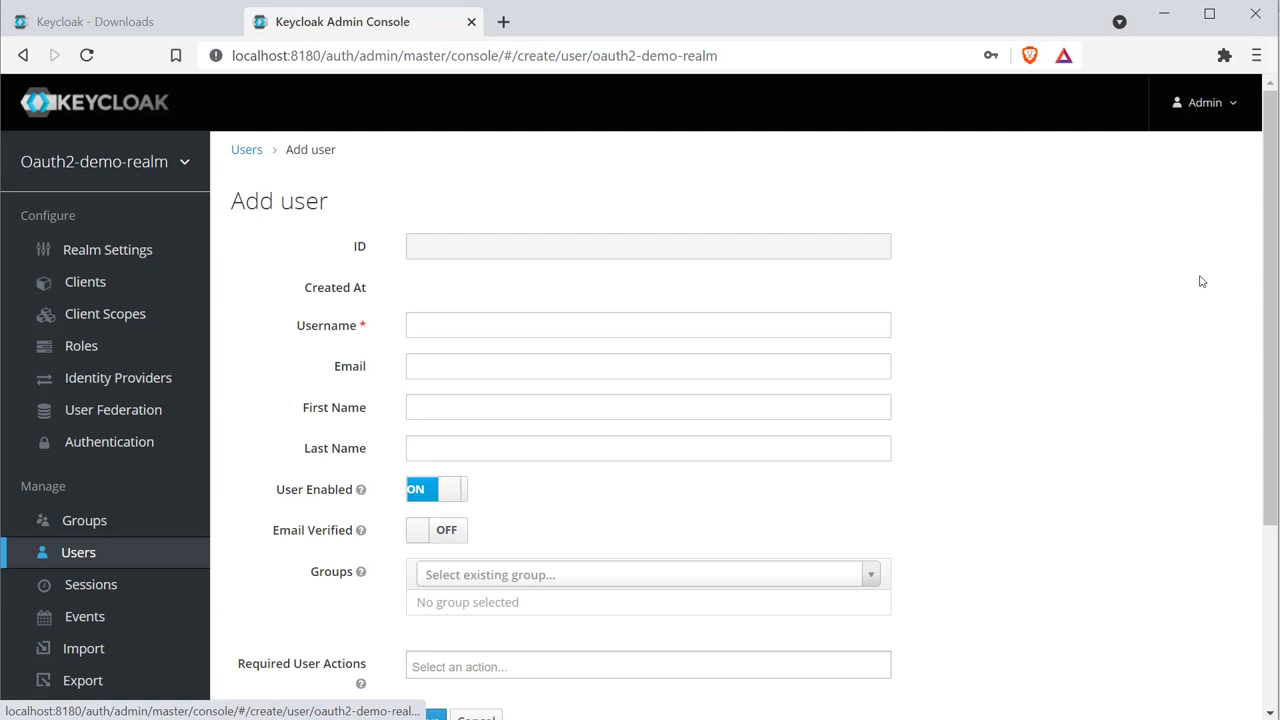 Keycloak - Downloads
Keycloak Admin Console
localhost:8180/auth/admin/master/console/#/create/user/oauth2-demo-realm
KEYCLOAK
Admin
Oauth2-demo-realm
Configure
Realm Settings
Clients
Client Scopes
Roles
Identity Providers
User Federation
Authentication
Manage
Groups
Users
Sessions
Events
Import
Export
Users > Add user
Add user
ID
Created At
Username *
Email
First Name
Last Name
User Enabled
ON
Email Verified
OFF
Groups
Select existing group...
No group selected
Required User Actions
Select an action...
localhost:8180/auth/admin/master/console/#/create/user/oauth2-demo-real...